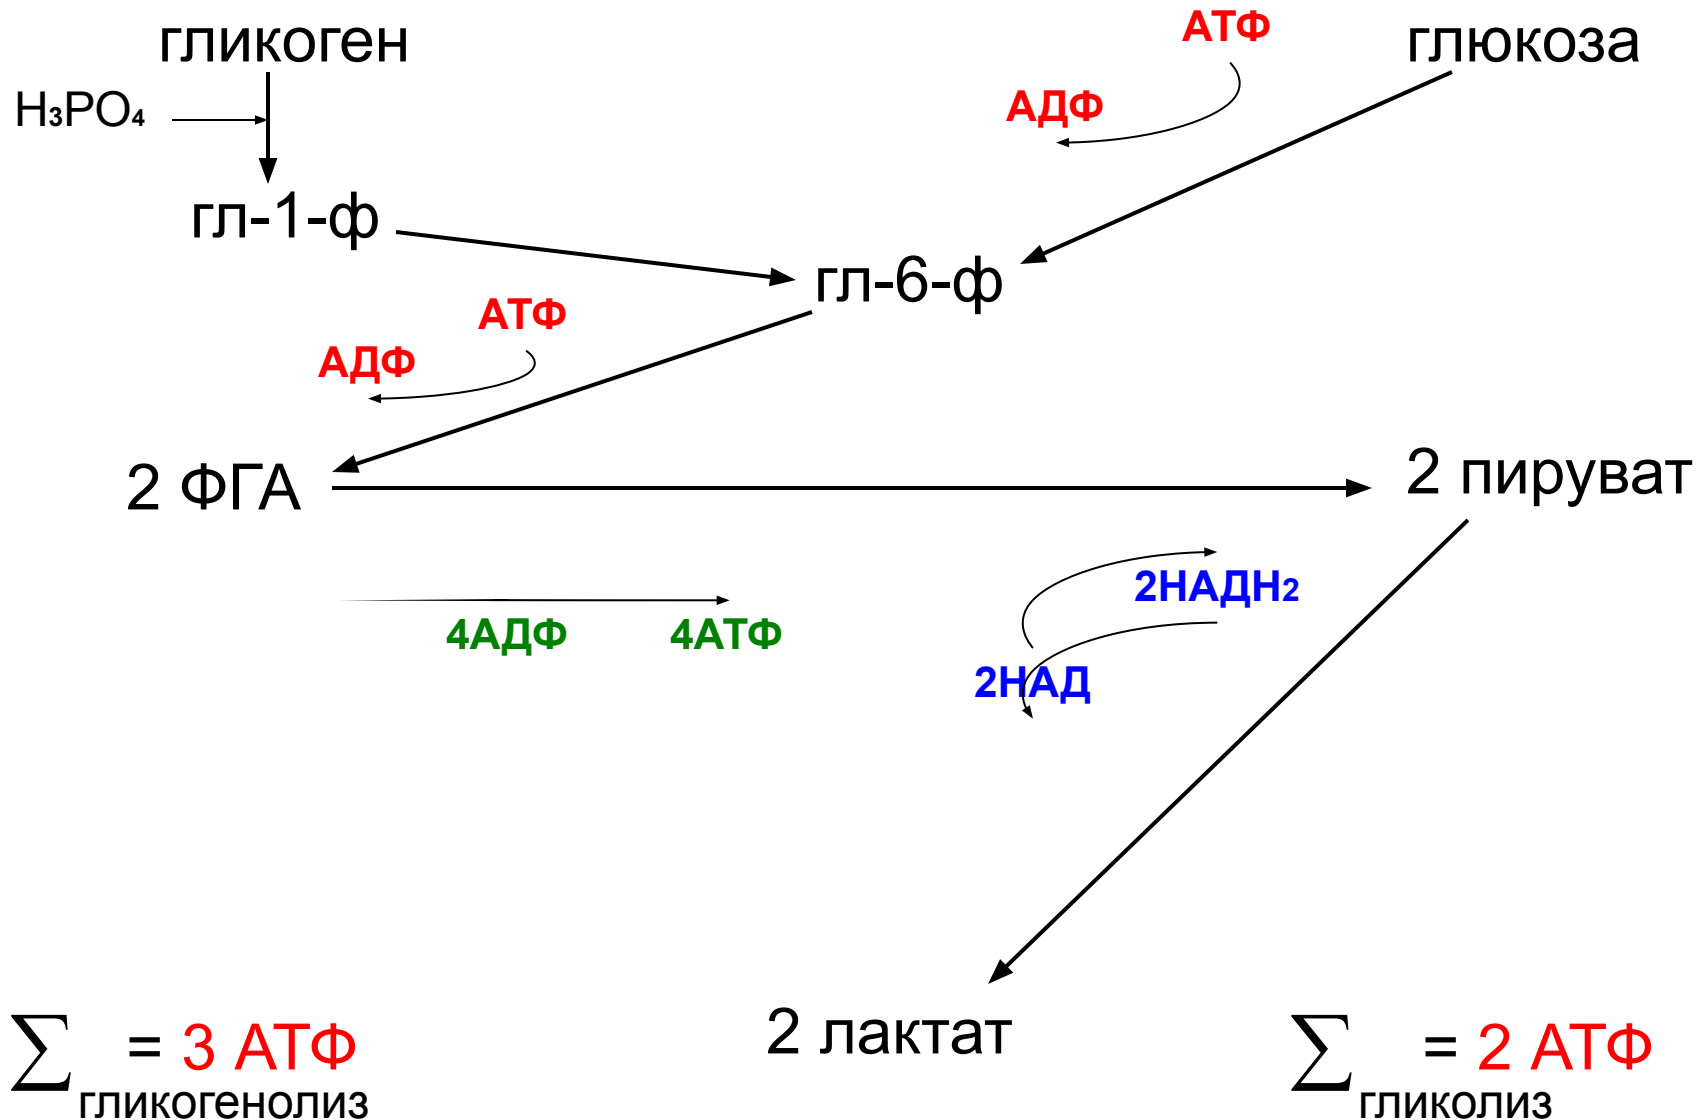 гликоген
АТФ
глюкоза
H₃PO₄
АДФ
гл-1-ф
гл-6-ф
АТФ
АДФ
2 ФГА
2 пируват
2НАДН₂
4АДФ 4АТФ
2НАД
2 лактат
∑ = 3 АТФ
гликогенолиз
∑ = 2 АТФ
гликолиз